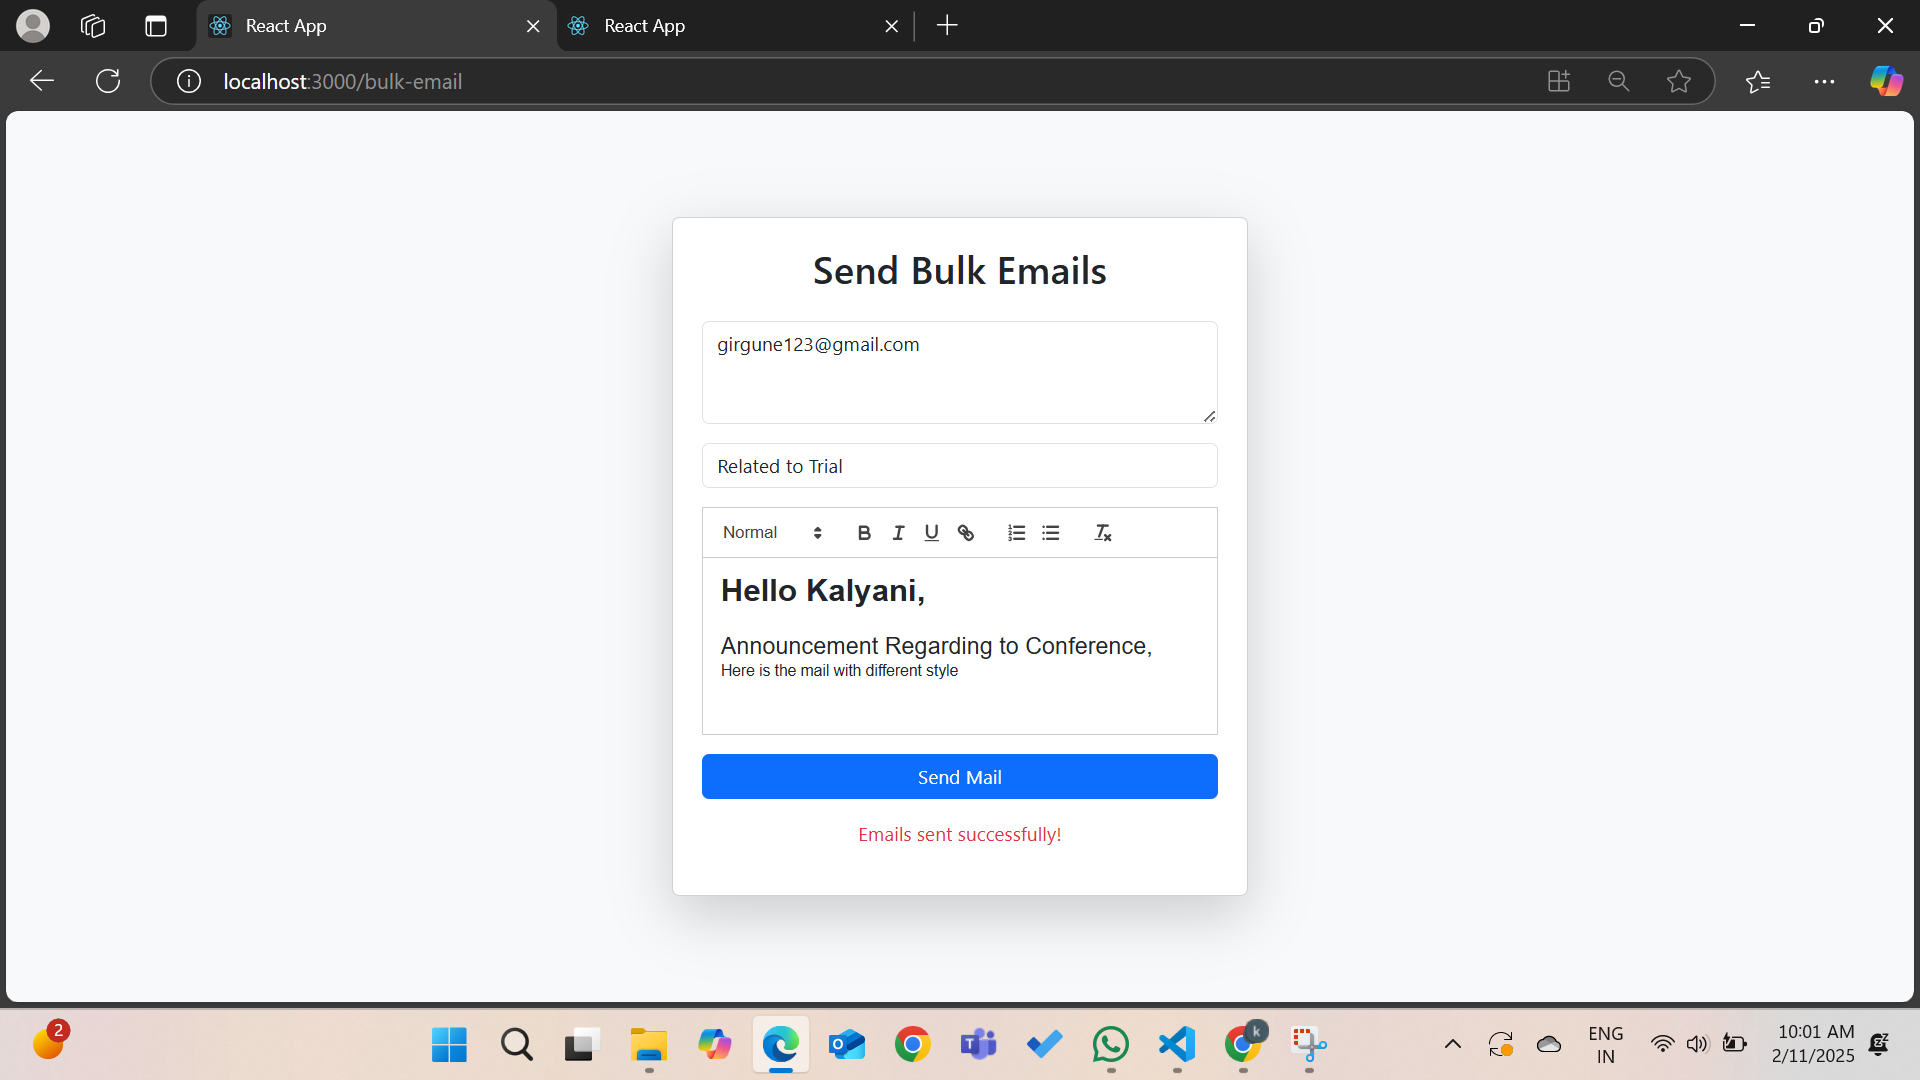 React App
React App
localhost:3000/bulk-email
Send Bulk Emails
girgune123@gmail.com
Related to Trial
Normal
Hello Kalyani,
Announcement Regarding to Conference,
Here is the mail with different style
Send Mail
Emails sent successfully!
2
k
ENG
IN
10:01 AM
2/11/2025